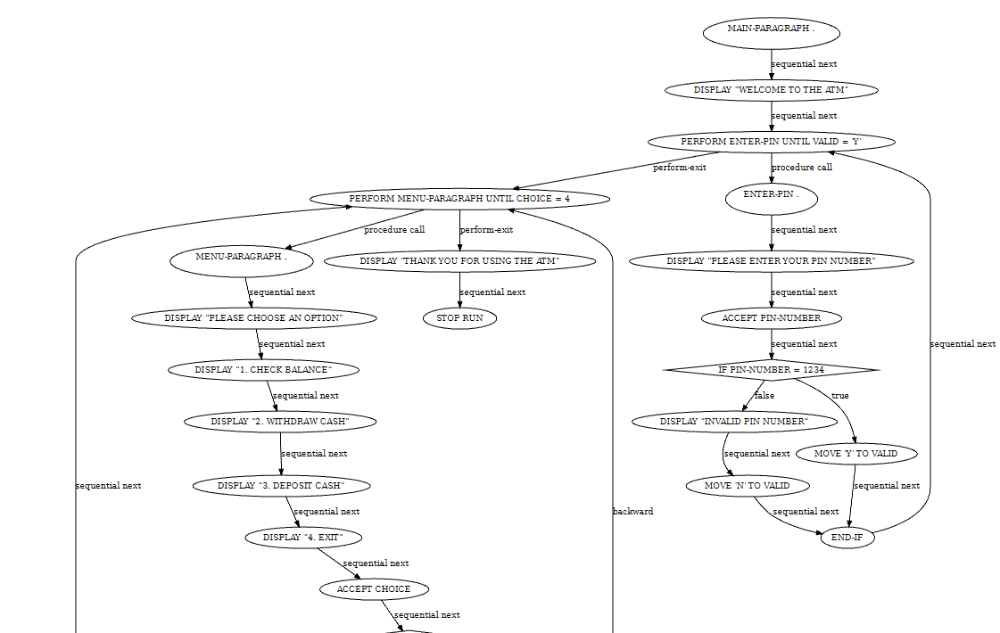 MAIN-PARAGRAPH .
sequential next
DISPLAY "WELCOME TO THE ATM"
sequential next
PERFORM ENTER-PIN UNTIL VALID = 'Y'
perform-exit
procedure call
PERFORM MENU-PARAGRAPH UNTIL CHOICE = 4
ENTER-PIN .
procedure call
perform-exit
sequential next
MENU-PARAGRAPH .
DISPLAY "THANK YOU FOR USING THE ATM"
DISPLAY "PLEASE ENTER YOUR PIN NUMBER"
sequential next
sequential next
sequential next
DISPLAY "PLEASE CHOOSE AN OPTION"
STOP RUN
ACCEPT PIN-NUMBER
sequential next
sequential next
sequential next
DISPLAY "1. CHECK BALANCE"
IF PIN-NUMBER = 1234
sequential next
false
true
DISPLAY "2. WITHDRAW CASH"
DISPLAY "INVALID PIN NUMBER"
sequential next
sequential next
MOVE 'Y' TO VALID
sequential next
DISPLAY "3. DEPOSIT CASH"
MOVE 'N' TO VALID
sequential next
sequential next
backward
sequential next
DISPLAY "4. EXIT"
END-IF
sequential next
ACCEPT CHOICE
sequential next